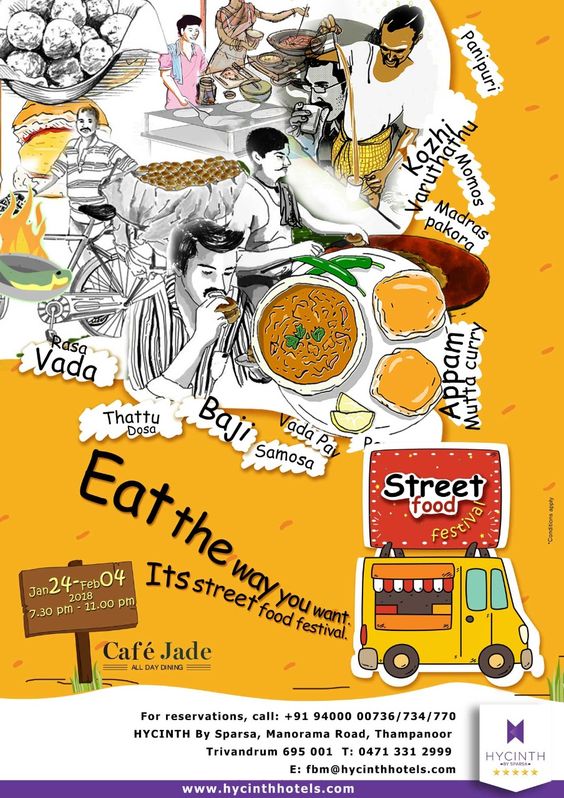 Panipuri
Kozhi
Varuthathu
Momos
Madras
pakora
Appam
Mutta curry
Rasa
Vada
Thattu
Dosa
Baji
Samosa
Vada Pav
Street
food
festival
*Conditions apply
Eat the way you want.
Its street food festival.
Jan 24-Feb 04
2018
7.30 pm - 11.00 pm
Café Jade
ALL DAY DINING
For reservations, call: +91 94000 00736/734/770
HYCINTH By Sparsa, Manorama Road, Thampanoor
Trivandrum 695 001 T: 0471 331 2999
E: fbm@hycinthhotels.com
HYCINTH
BY SPARSA
www.hycinthhotels.com